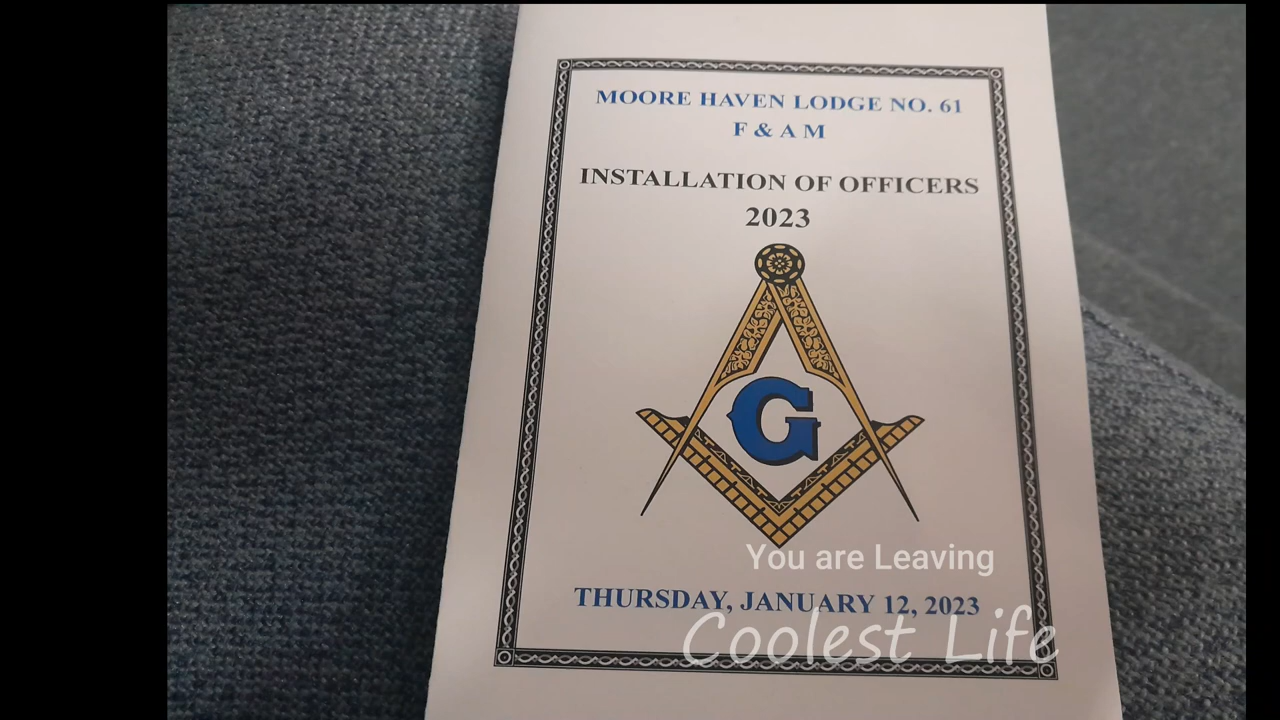 MOORE HAVEN LODGE NO. 61
F & A M
INSTALLATION OF OFFICERS
2023
G
You are Leaving
THURSDAY, JANUARY 12, 2023
Coolest Life